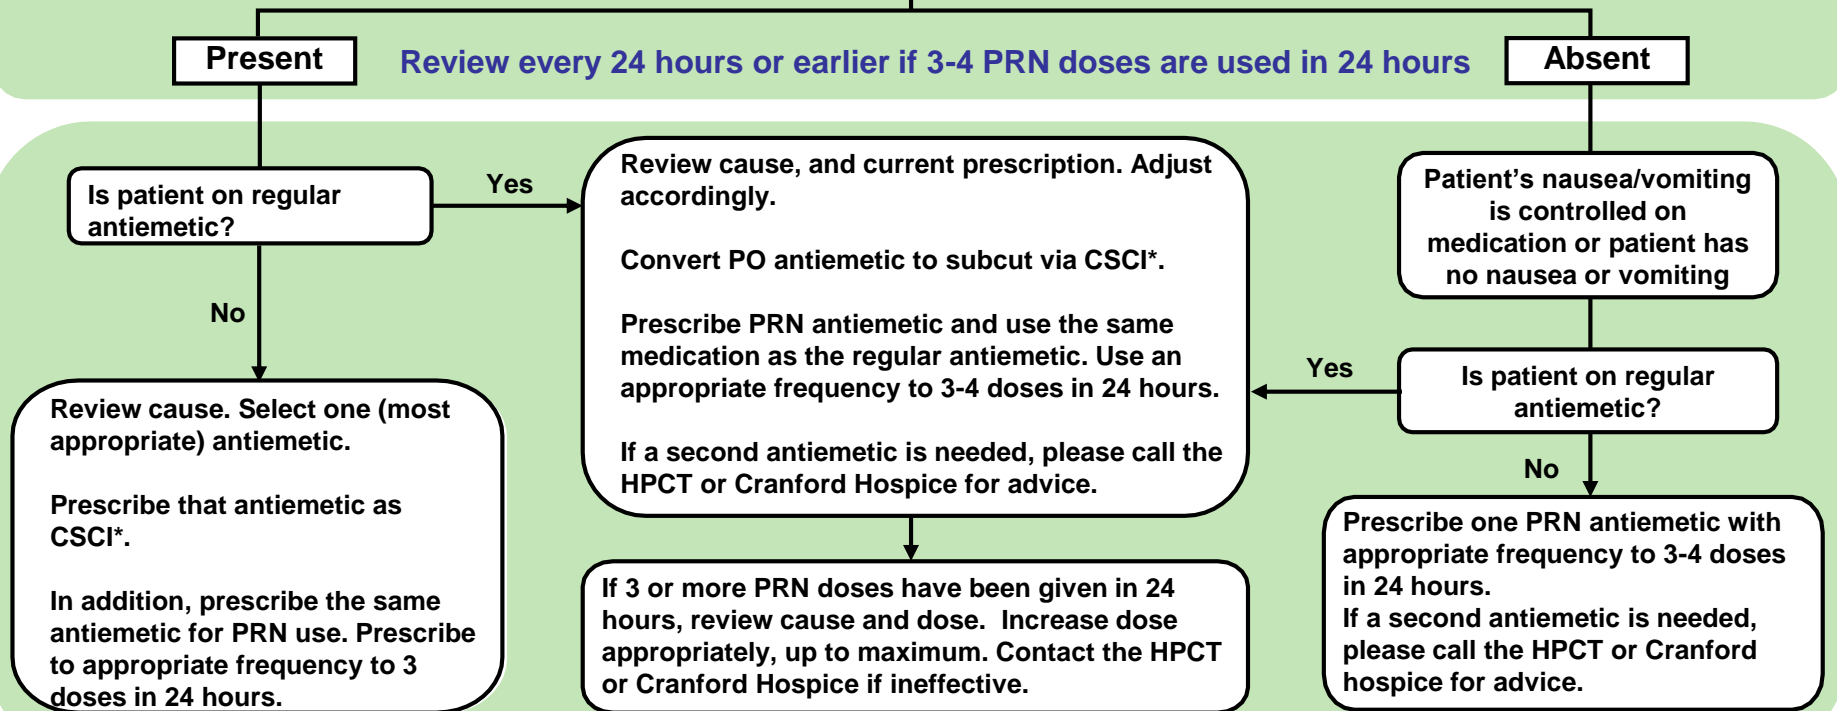 Present
Review every 24 hours or earlier if 3-4 PRN doses are used in 24 hours
Absent
Is patient on regular
antiemetic?
Yes
No
Review cause. Select one (most
appropriate) antiemetic.
Prescribe that antiemetic as
CSCI*.
In addition, prescribe the same
antiemetic for PRN use. Prescribe
to appropriate frequency to 3
doses in 24 hours.
Review cause, and current prescription. Adjust
accordingly.
Convert PO antiemetic to subcut via CSCI*.
Prescribe PRN antiemetic and use the same
medication as the regular antiemetic. Use an
appropriate frequency to 3-4 doses in 24 hours.
If a second antiemetic is needed, please call the
HPCT or Cranford Hospice for advice.
If 3 or more PRN doses have been given in 24
hours, review cause and dose.  Increase dose
appropriately, up to maximum. Contact the HPCT
or Cranford Hospice if ineffective.
Patient’s nausea/vomiting
is controlled on
medication or patient has
no nausea or vomiting
Yes
Is patient on regular
antiemetic?
No
Prescribe one PRN antiemetic with
appropriate frequency to 3-4 doses
in 24 hours.
If a second antiemetic is needed,
please call the HPCT or Cranford
hospice for advice.